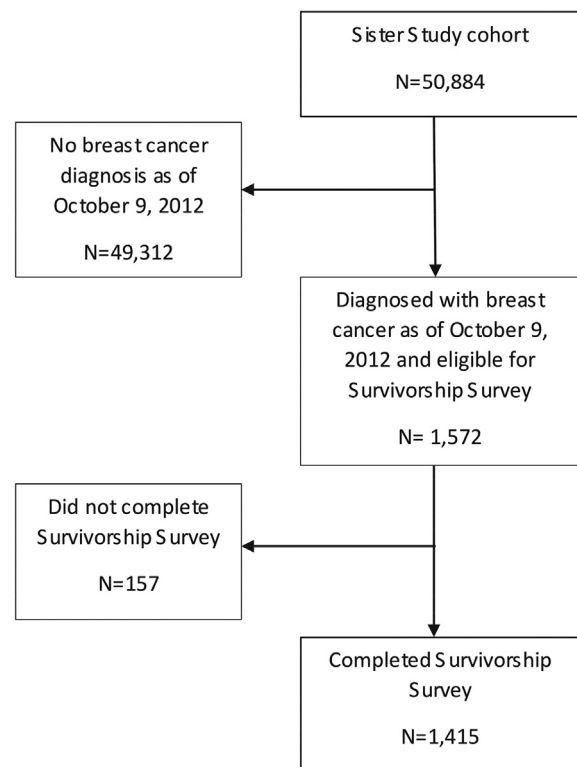 Sister Study cohort
N=50,884
No breast cancer
diagnosis as of
October 9, 2012
N=49,312
Diagnosed with breast
cancer as of October 9,
2012 and eligible for
Survivorship Survey
N= 1,572
Did not complete
Survivorship Survey
N=157
Completed Survivorship
Survey
N=1,415